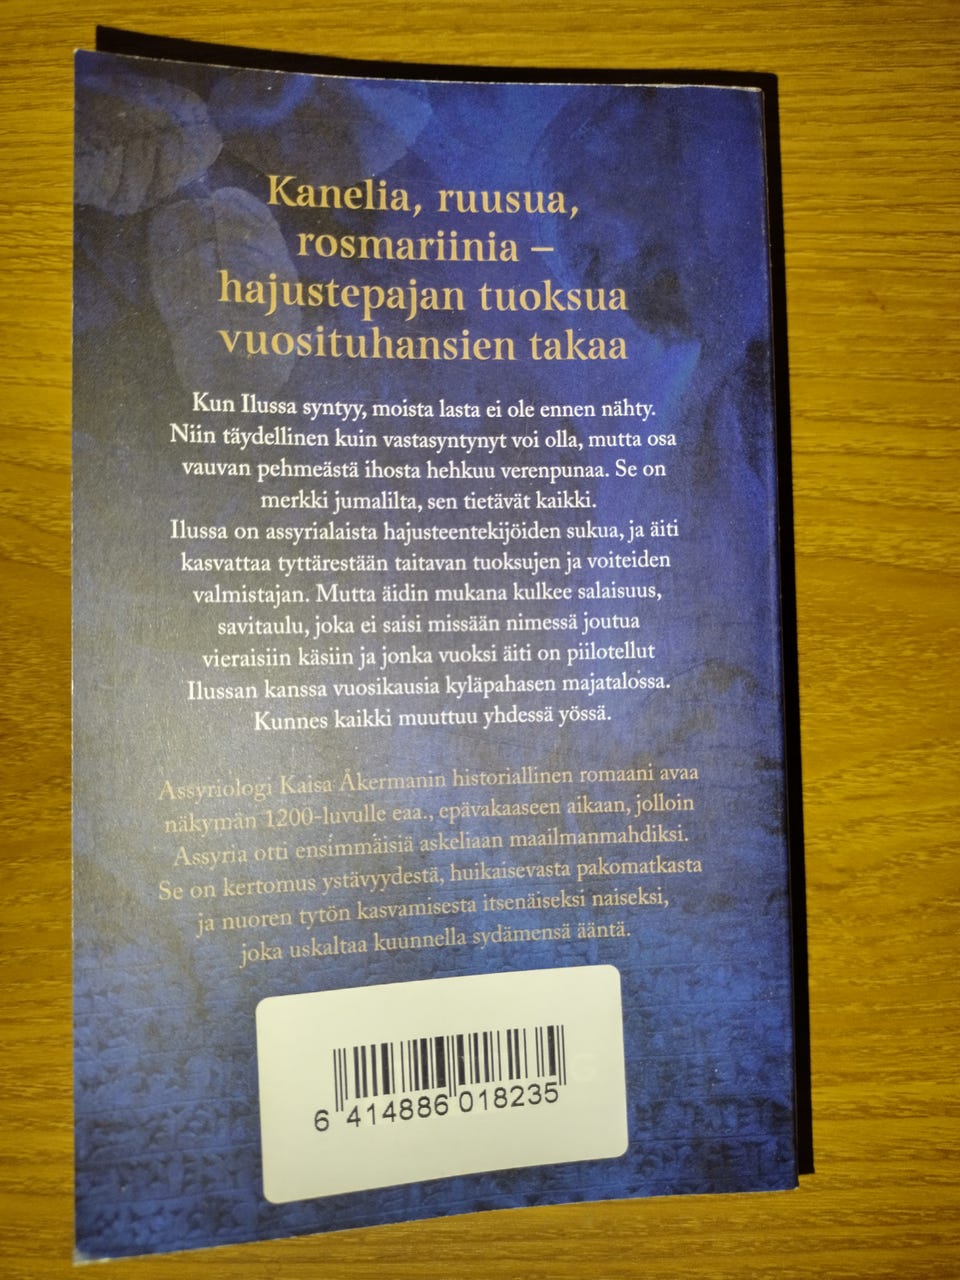 Kanelia, ruusua,
rosmariinia –
hajustepajan tuoksua
vuosituhansien takaa
Kun Ilussa syntyy, moista lasta ei ole ennen nähty.
Niin täydellinen kuin vastasyntynyt voi olla, mutta osa
vauvan pehmeästä ihosta hehkuu verenpunaa. Se on
merkki jumalilta, sen tietävät kaikki.
Ilussa on assyrialaista hajusteentekijöiden sukua, ja äiti
kasvattaa tyttärestään taitavan tuoksujen ja voiteiden
valmistajan. Mutta äidin mukana kulkee salaisuus,
savitaulu, joka ei saisi missään nimessä joutua
vieraisiin käsiin ja jonka vuoksi äiti on piilotellut
Ilussan kanssa vuosikausia kyläpahasen majatalossa.
Kunnes kaikki muuttuu yhdessä yössä.
Assyriologi Kaisa Åkermanin historiallinen romaani avaa
näkymän 1200-luvulle eaa., epävakaaseen aikaan, jolloin
Assyria otti ensimmäisiä askeliaan maailmanmahdiksi.
Se on kertomus ystävyydestä, huikaisevasta pakomatkasta
ja nuoren tytön kasvamisesta itsenäiseksi naiseksi,
joka uskaltaa kuunnella sydämensä ääntä.
6 414886 018235